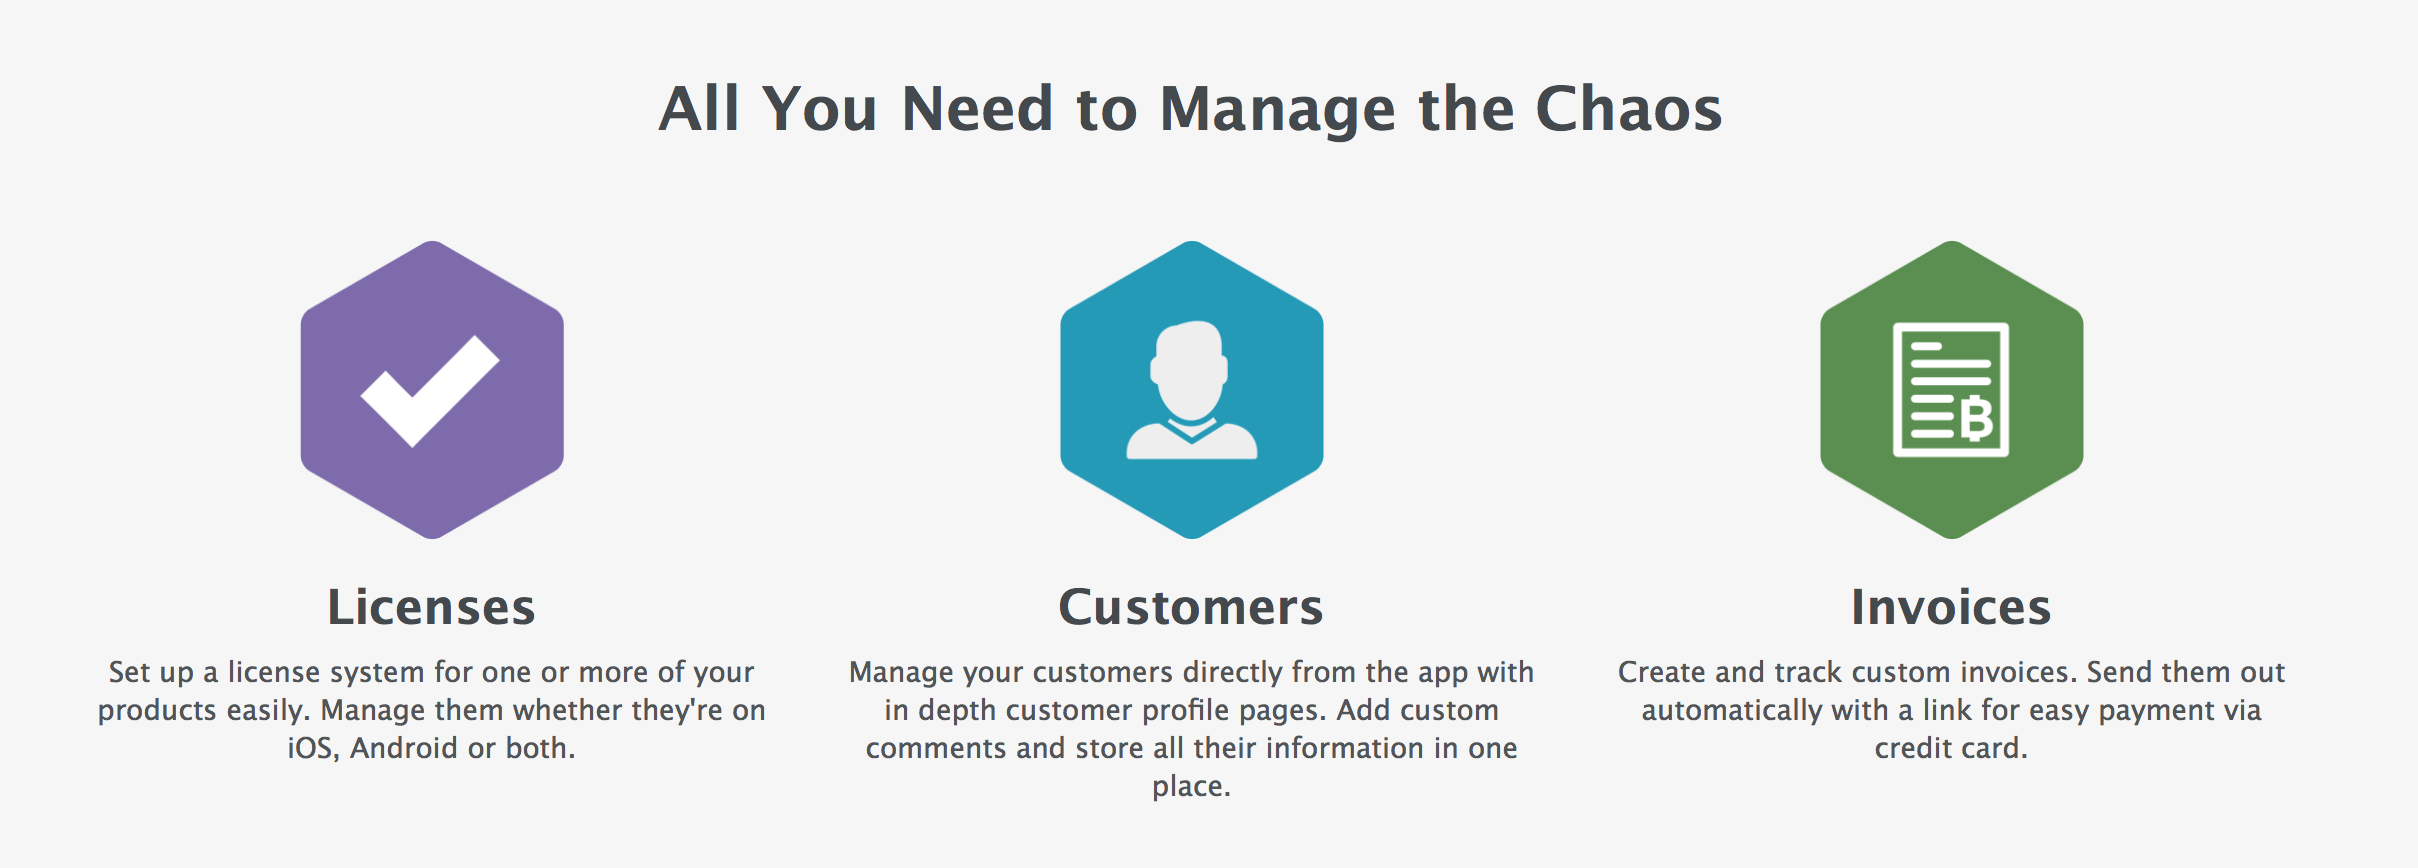 All You Need to Manage the Chaos
Licenses
Set up a license system for one or more of your
products easily. Manage them whether they're on
iOS, Android or both.
Customers
Manage your customers directly from the app with
in depth customer profile pages. Add custom
comments and store all their information in one
place.
Invoices
Create and track custom invoices. Send them out
automatically with a link for easy payment via
credit card.